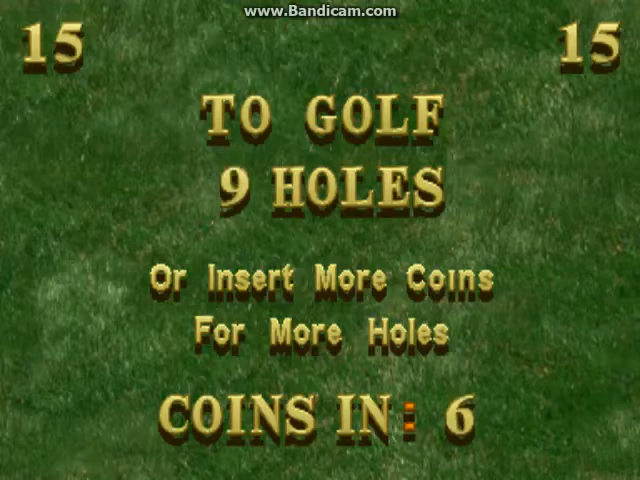 www.Bandicam.com
15 15
TO GOLF
9 HOLES
Or Insert More Coins
For More Holes
COINS IN: 6